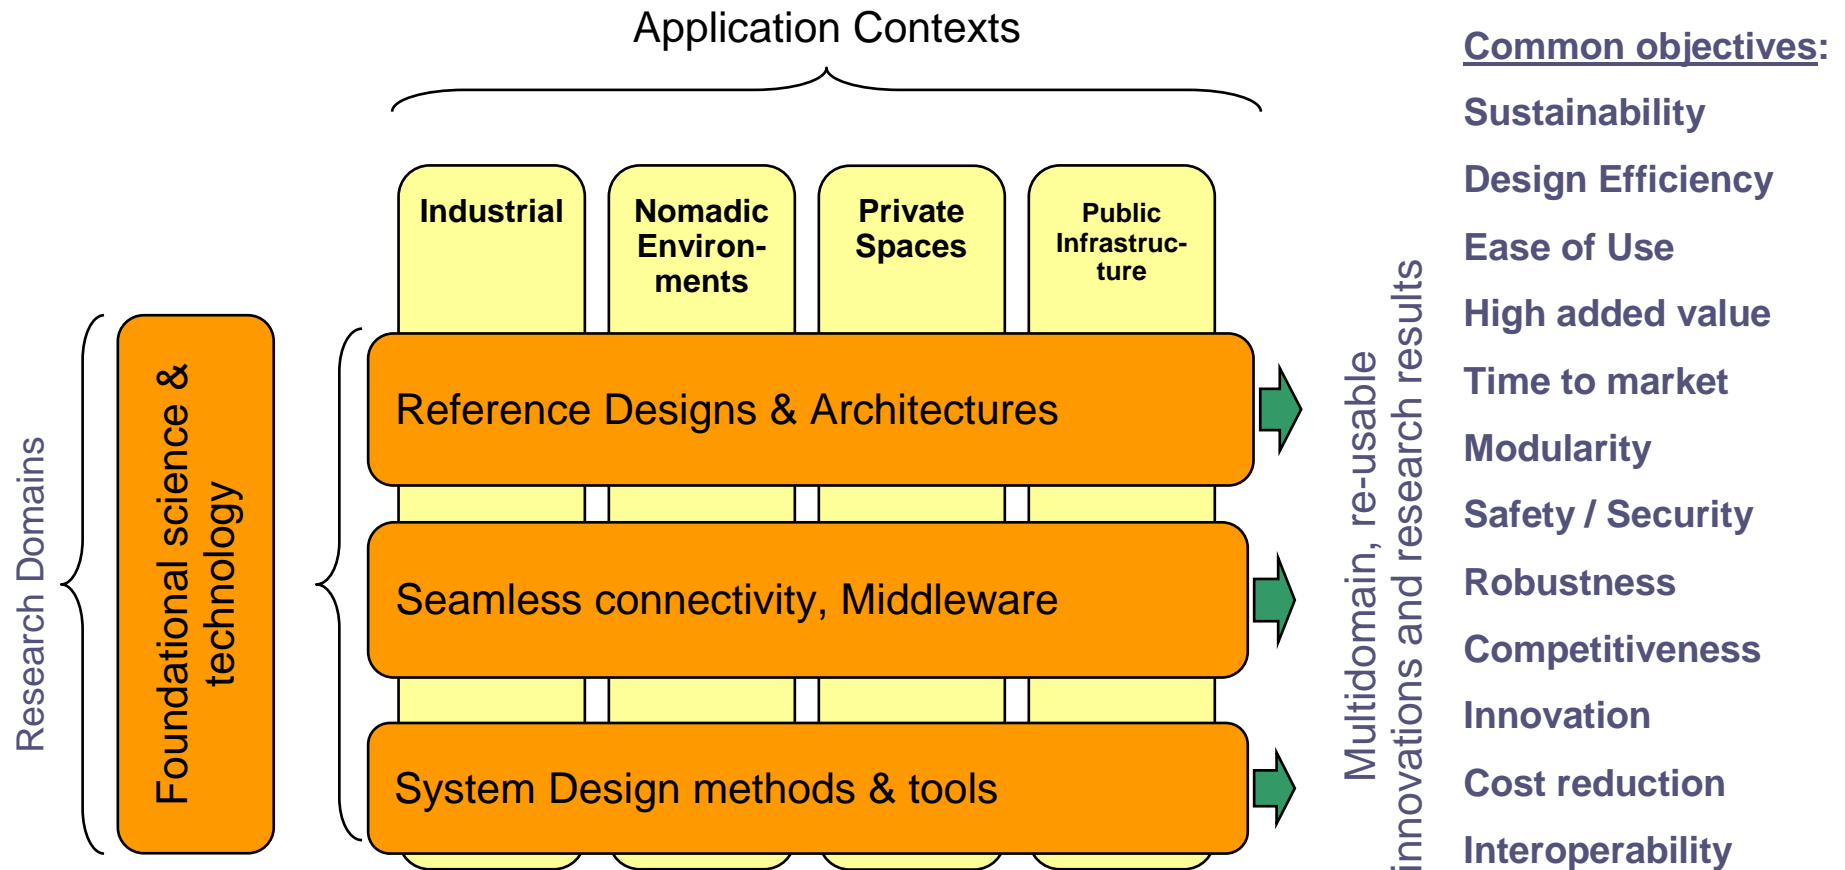 Application Contexts
Industrial
Nomadic
Environ-
ments
Private
Spaces
Public
Infrastruc-
ture
Research Domains
Foundational science &
technology
Reference Designs & Architectures
Seamless connectivity, Middleware
System Design methods & tools
Multidomain, re-usable
innovations and research results
Common objectives:
Sustainability
Design Efficiency
Ease of Use
High added value
Time to market
Modularity
Safety / Security
Robustness
Competitiveness
Innovation
Cost reduction
Interoperability